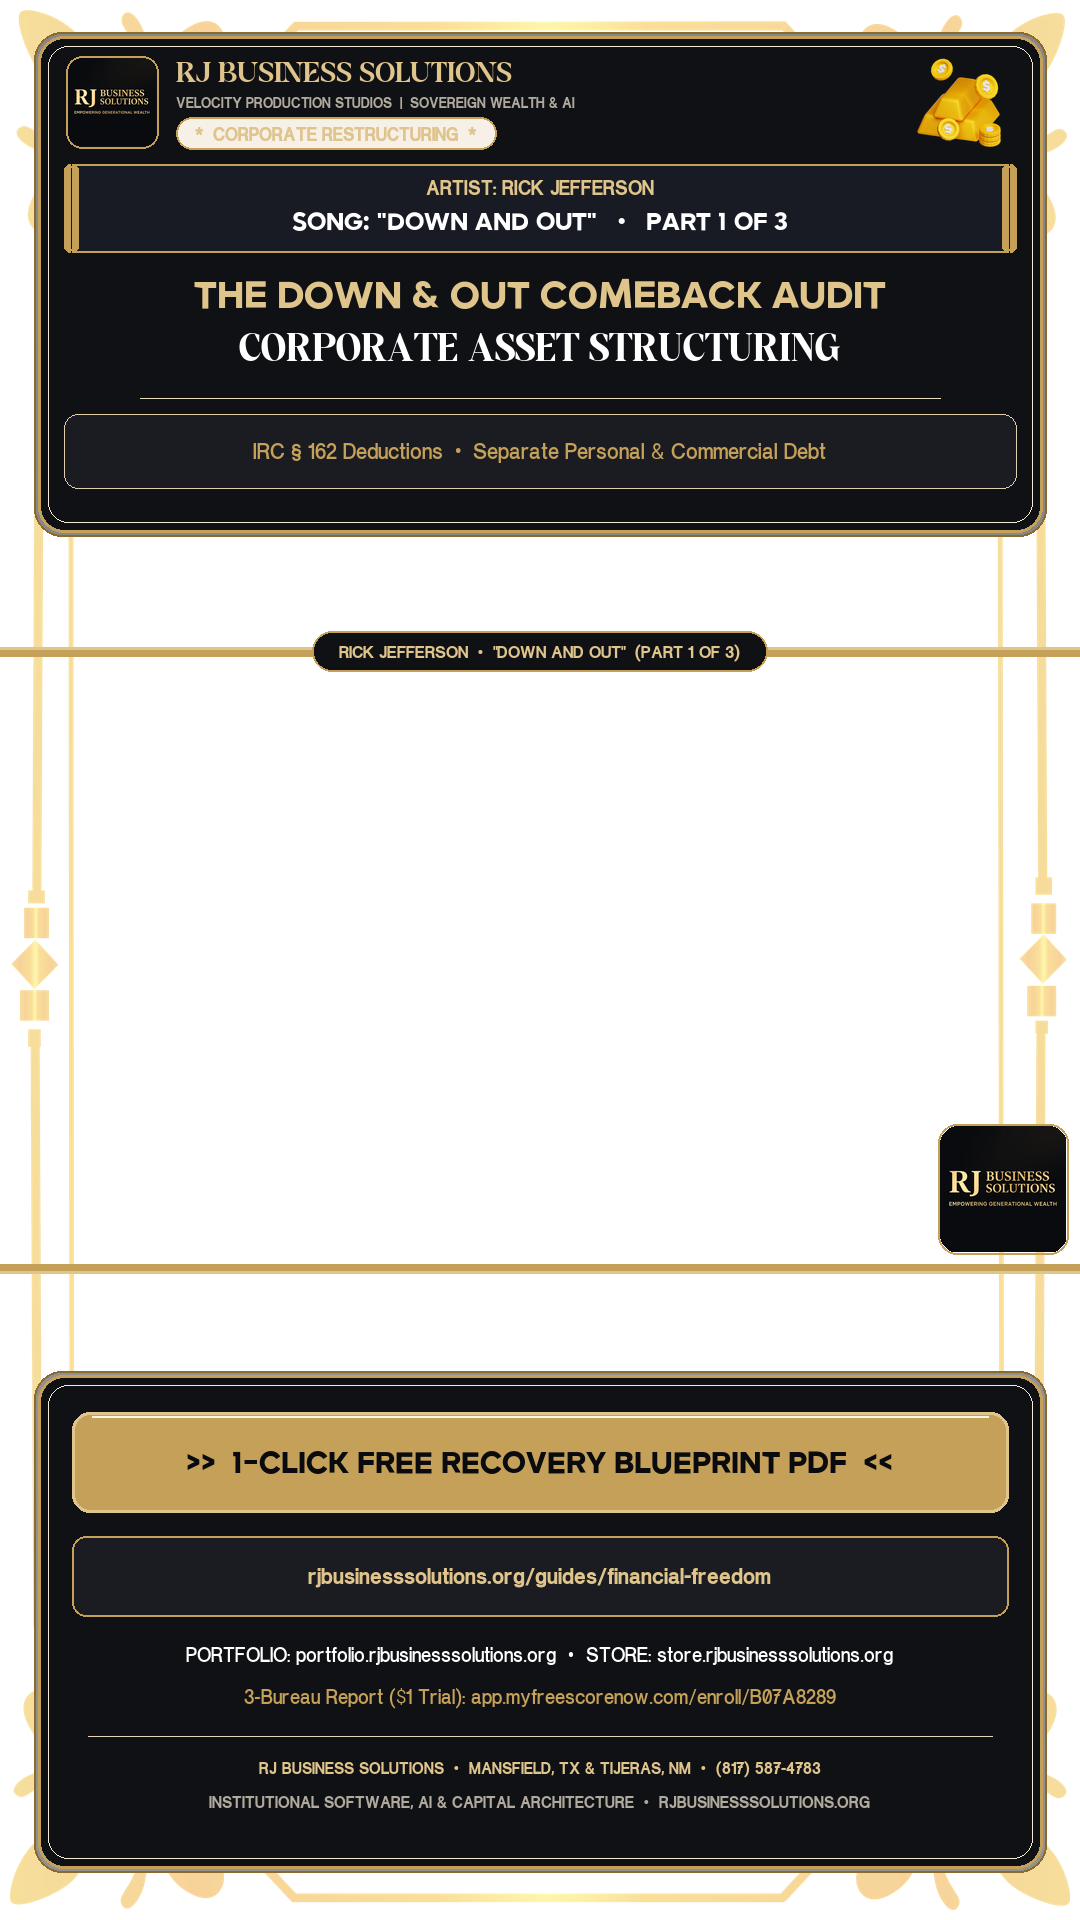 RJ BUSINESS SOLUTIONS
EMPOWERING GENERATIONAL WEALTH
RJ BUSINESS SOLUTIONS
VELOCITY PRODUCTION STUDIOS | SOVEREIGN WEALTH & AI
* CORPORATE RESTRUCTURING *
ARTIST: RICK JEFFERSON
SONG: "DOWN AND OUT" • PART 1 OF 3
THE DOWN & OUT COMEBACK AUDIT
CORPORATE ASSET STRUCTURING
IRC § 162 Deductions • Separate Personal & Commercial Debt
RICK JEFFERSON • "DOWN AND OUT" (PART 1 OF 3)
RJ BUSINESS SOLUTIONS
EMPOWERING GENERATIONAL WEALTH
>> 1-CLICK FREE RECOVERY BLUEPRINT PDF <<
rjbusinesssolutions.org/guides/financial-freedom
PORTFOLIO: portfolio.rjbusinesssolutions.org • STORE: store.rjbusinesssolutions.org
3-Bureau Report ($1 Trial): app.myfreescorenow.com/enroll/B07A8289
RJ BUSINESS SOLUTIONS • MANSFIELD, TX & TIJERAS, NM • (817) 587-4783
INSTITUTIONAL SOFTWARE, AI & CAPITAL ARCHITECTURE • RJBUSINESSSOLUTIONS.ORG